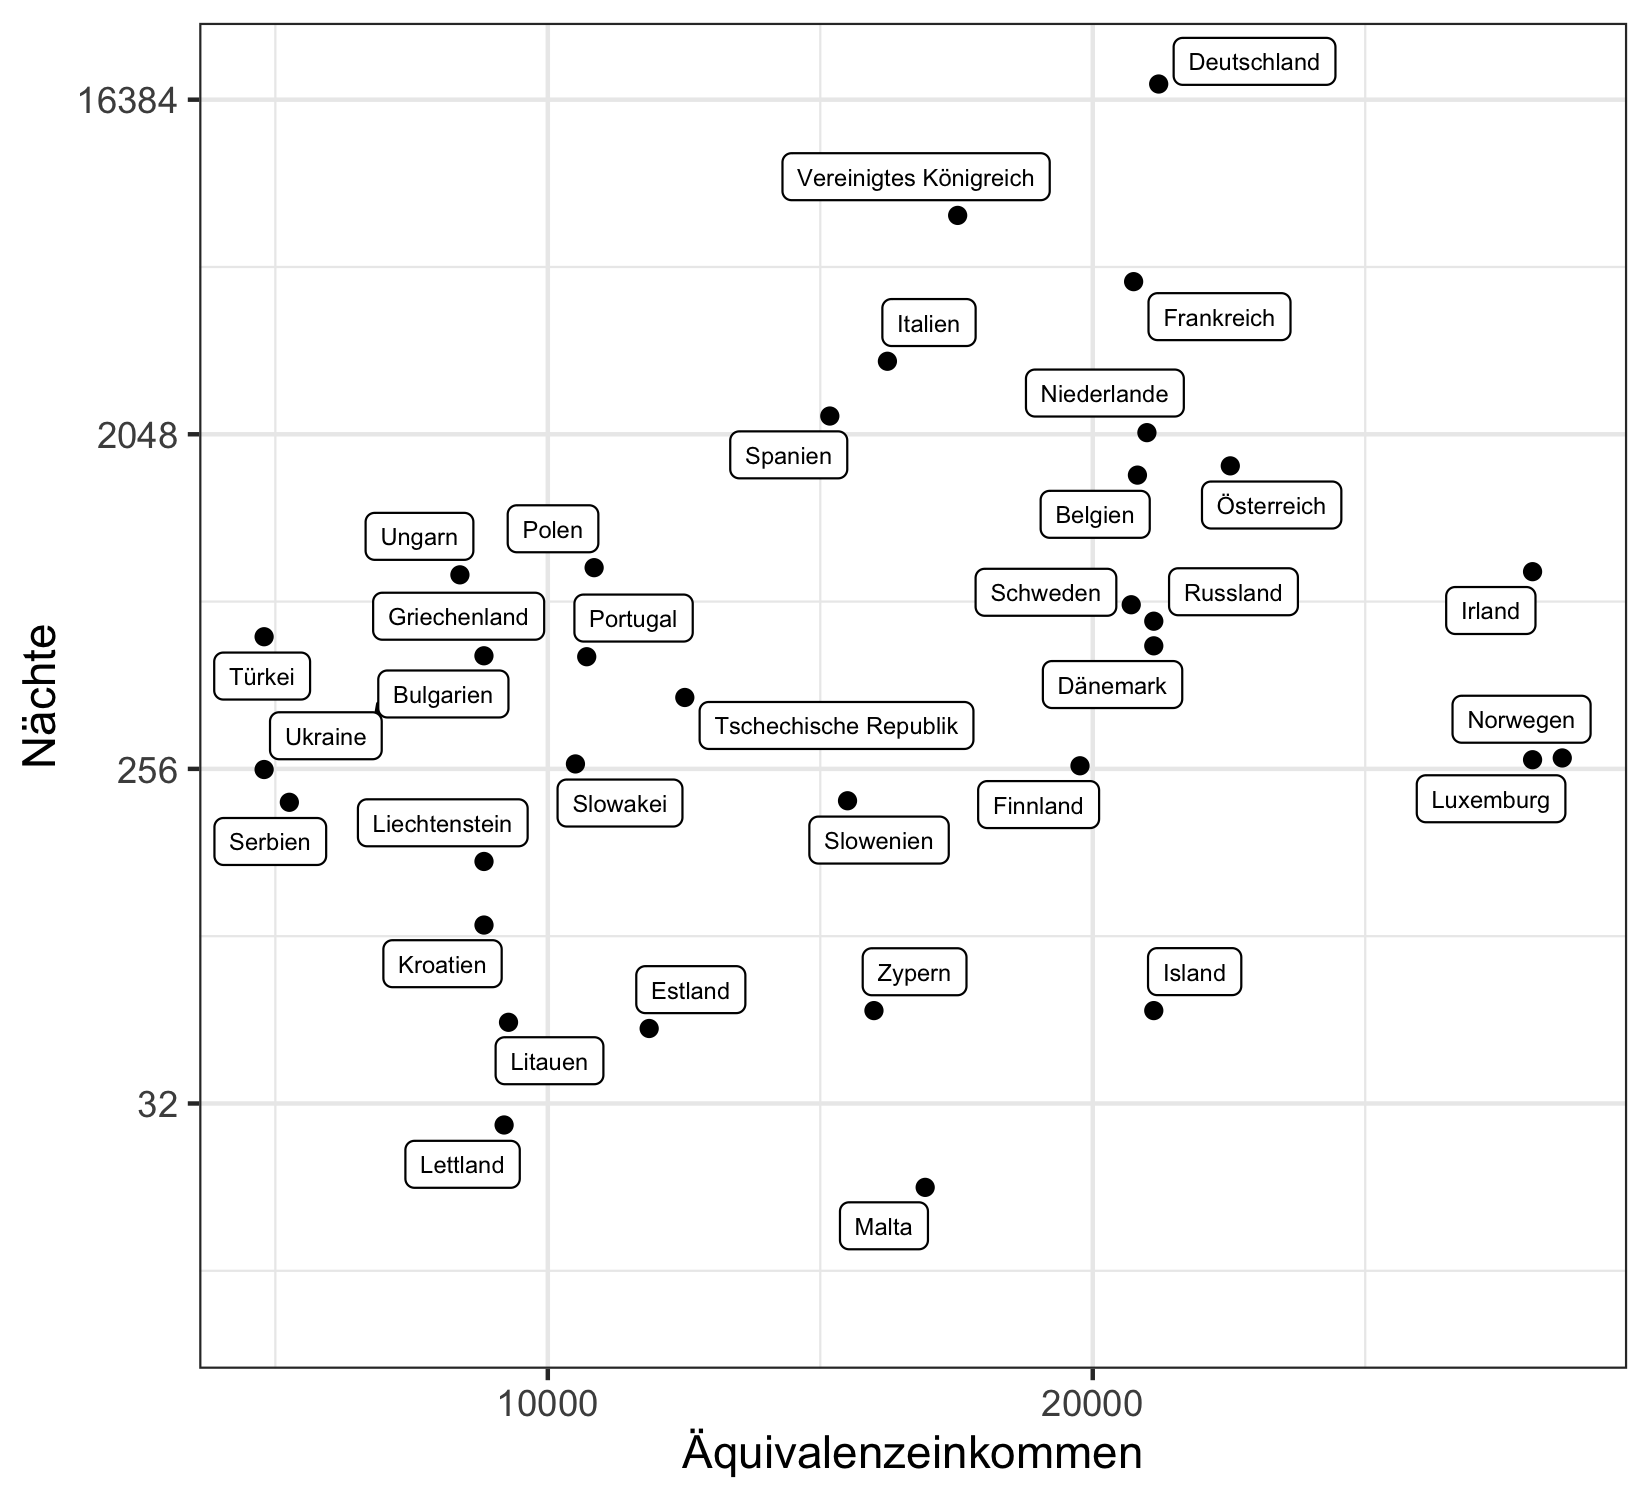 Deutschland
16384
Vereinigtes Königreich
Frankreich
Italien
Niederlande
2048
Spanien
Österreich
Belgien
Polen
Ungarn
Schweden
Russland
Irland
Griechenland
Portugal
Türkei
Dänemark
Bulgarien
Norwegen
Tschechische Republik
Ukraine
256
Luxemburg
Slowakei
Finnland
Liechtenstein
Serbien
Slowenien
Kroatien
Zypern
Island
Estland
Litauen
32
Lettland
Malta
Nächte
10000
20000
Äquivalenzeinkommen